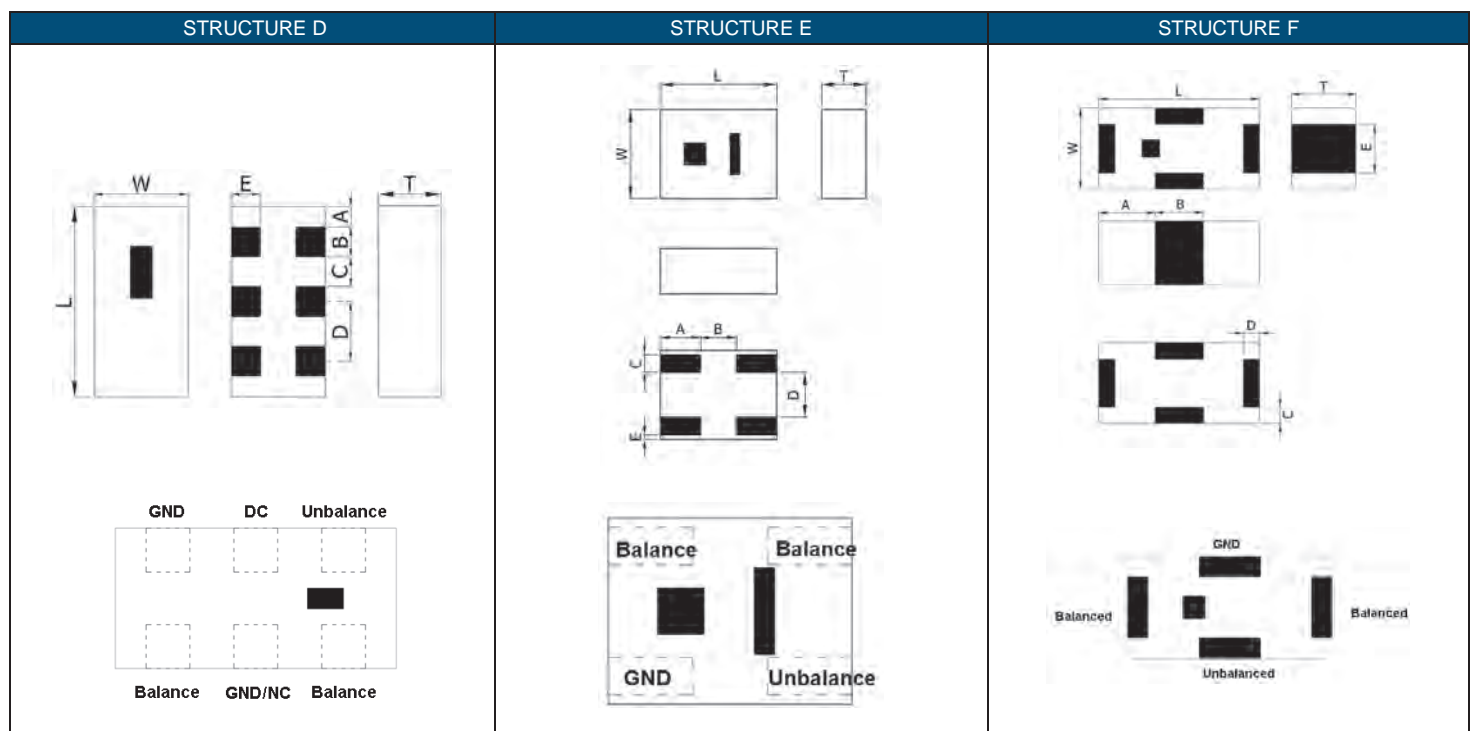 STRUCTURE D
W
E
T
L
A
B
C
D
GND DC Unbalance
Balance GND/NC Balance
STRUCTURE E
L
T
W
A
B
C
D
E
Balance Balance
GND Unbalance
STRUCTURE F
L
T
W
E
A
B
D
C
GND
Balanced Balanced
Unbalanced